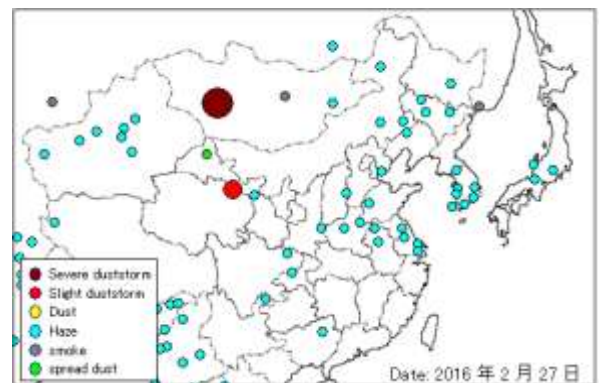 Severe duststorm
Slight duststorm
Dust
Haze
smoke
spread dust
Date: 2016 年 2 月 27 日